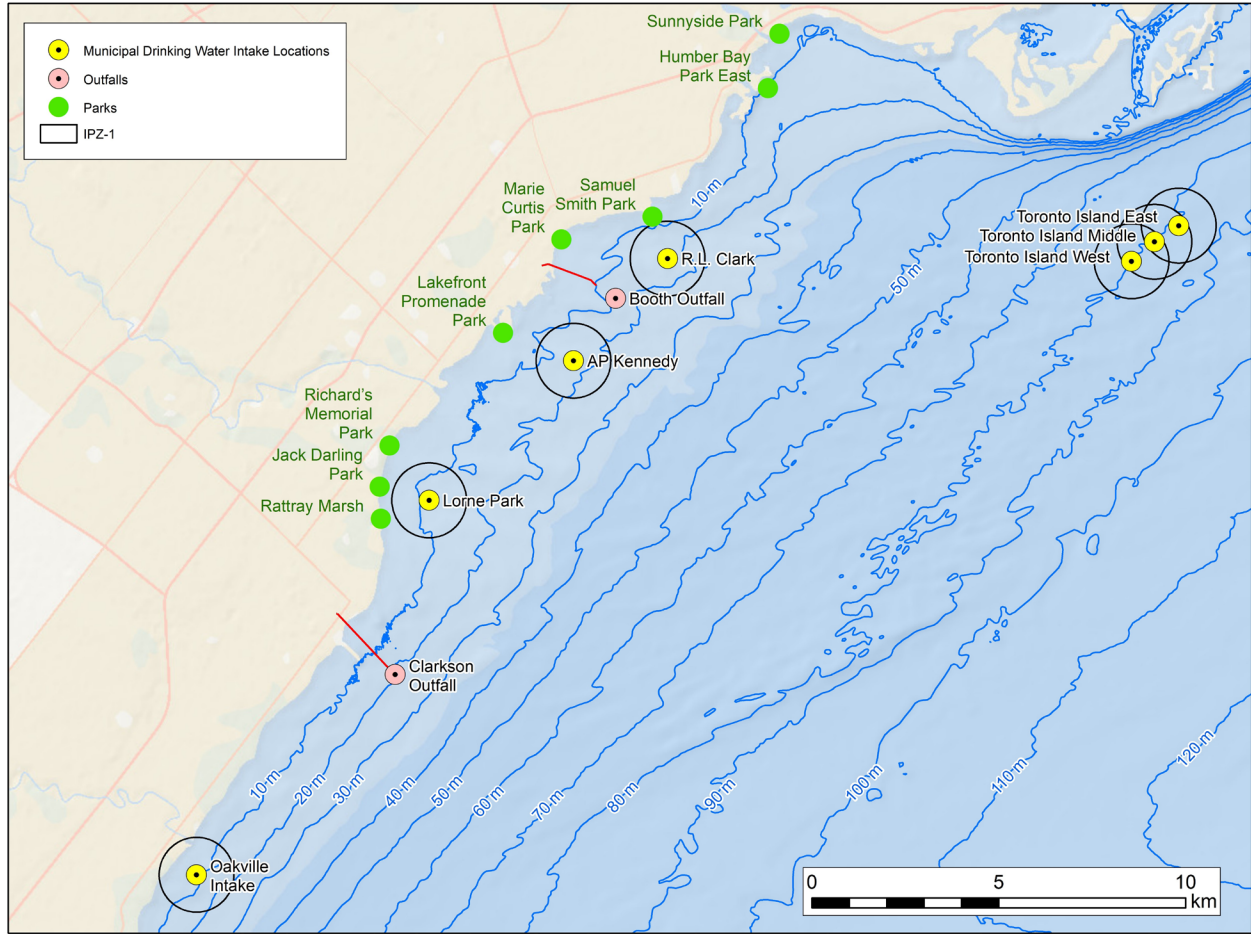 Municipal Drinking Water Intake Locations
Outfalls
Parks
IPZ-1
Sunnyside Park
Humber Bay
Park East
Samuel
Smith Park
Marie
Curtis
Park
10 m
R.L. Clark
Toronto Island East
Toronto Island Middle
Toronto Island West
50 m
Lakefront
Promenade
Park
Booth Outfall
AP Kennedy
Richard's
Memorial
Park
Jack Darling
Park
Rattray Marsh
Lorne Park
Clarkson
Outfall
10 m
20 m
30 m
40 m
50 m
60 m
70 m
80 m
90 m
100 m
110 m
120 m
Oakville
Intake
0
5
10
km